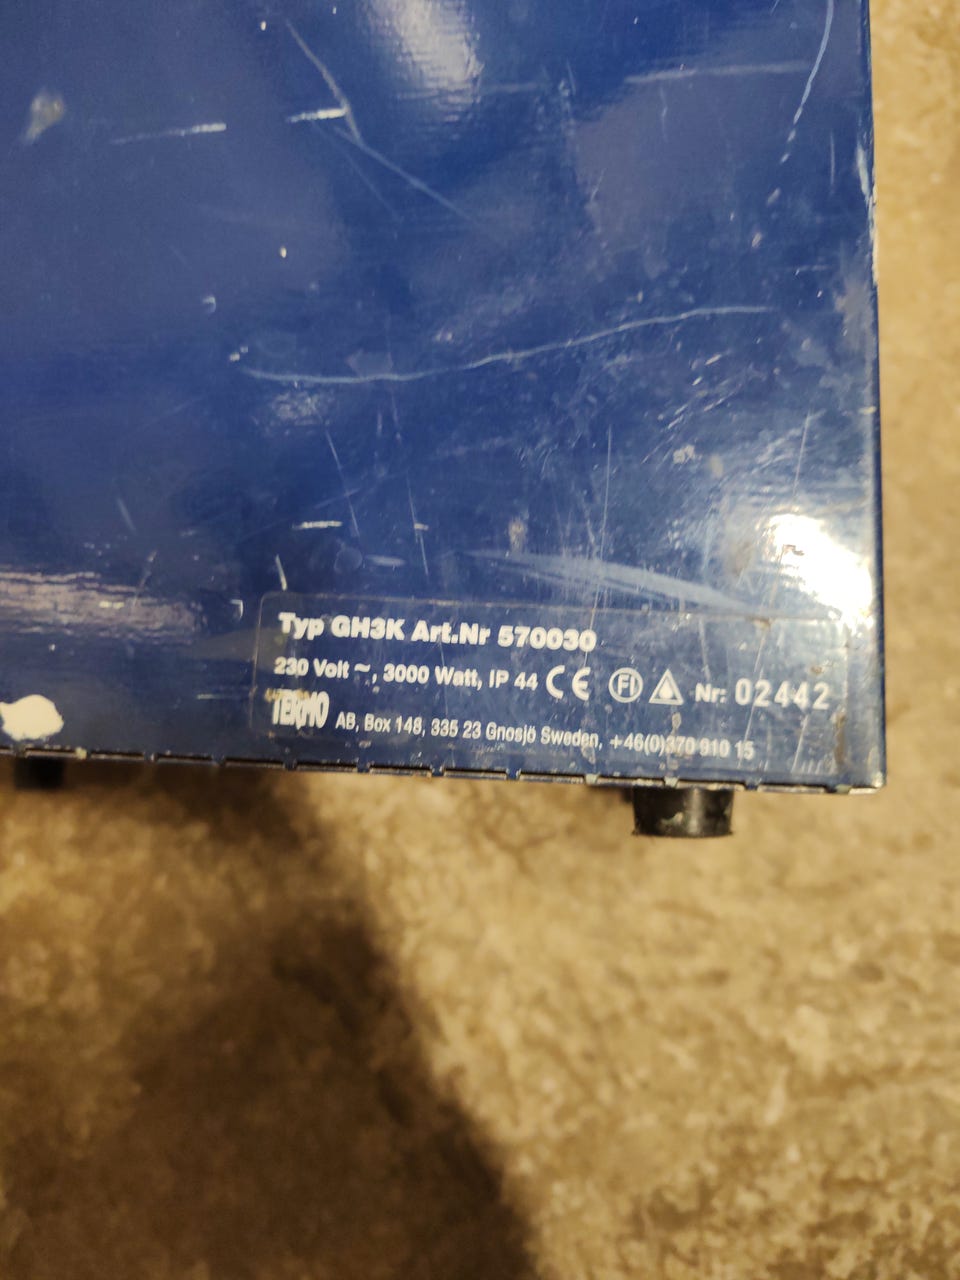 Typ GH3K Art.Nr 570030
230 Volt ~, 3000 Watt, IP 44 CE FI Nr: 02442
TERMO AB, Box 148, 335 23 Gnosjö Sweden, +46(0)370 910 15